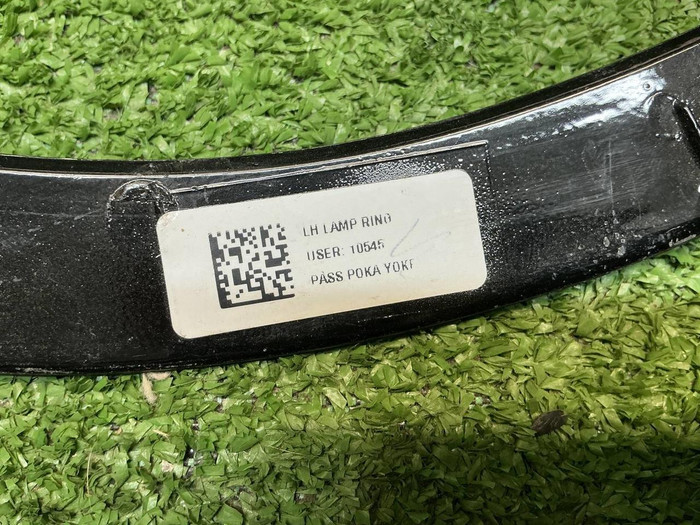 LH LAMP RING
USER: 10545
PASS POKA YOKE